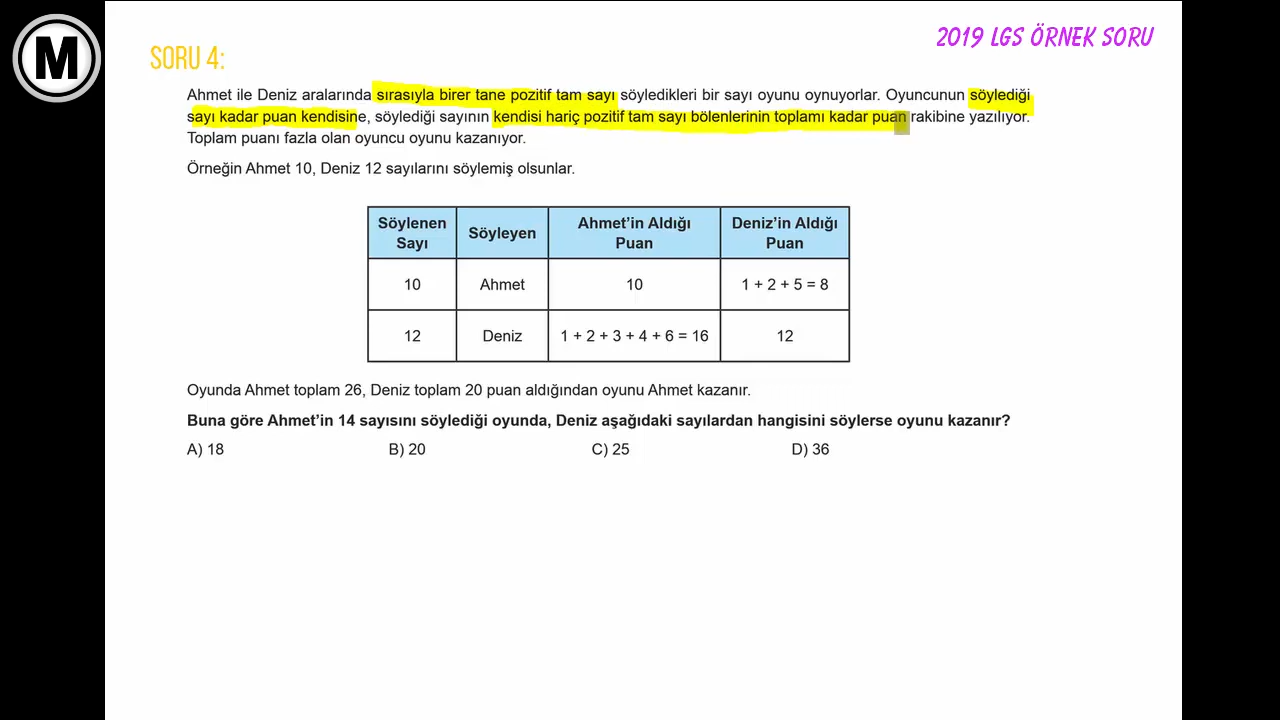 M
2019 LGS ÖRNEK SORU
SORU 4:
Ahmet ile Deniz aralarında sırasıyla birer tane pozitif tam sayı söyledikleri bir sayı oyunu oynuyorlar. Oyuncunun söylediği
sayı kadar puan kendisine, söylediği sayının kendisi hariç pozitif tam sayı bölenlerinin toplamı kadar puan rakibine yazılıyor.
Toplam puanı fazla olan oyuncu oyunu kazanıyor.
Örneğin Ahmet 10, Deniz 12 sayılarını söylemiş olsunlar.
Söylenen Sayı Söyleyen Ahmet'in Aldığı Puan Deniz'in Aldığı Puan
10 Ahmet 10 1 + 2 + 5 = 8
12 Deniz 1 + 2 + 3 + 4 + 6 = 16 12
Oyunda Ahmet toplam 26, Deniz toplam 20 puan aldığından oyunu Ahmet kazanır.
Buna göre Ahmet'in 14 sayısını söylediği oyunda, Deniz aşağıdaki sayılardan hangisini söylerse oyunu kazanır?
A) 18 B) 20 C) 25 D) 36